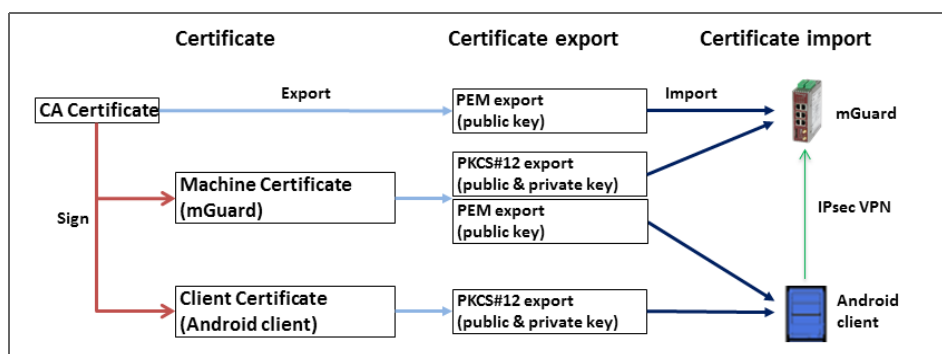 Certificate
Certificate export
Certificate import
Export
Import
CA Certificate
PEM export
(public key)
mGuard
Machine Certificate
(mGuard)
PKCS#12 export
(public & private key)
PEM export
(public key)
Sign
IPsec VPN
Client Certificate
(Android client)
PKCS#12 export
(public & private key)
Android
client